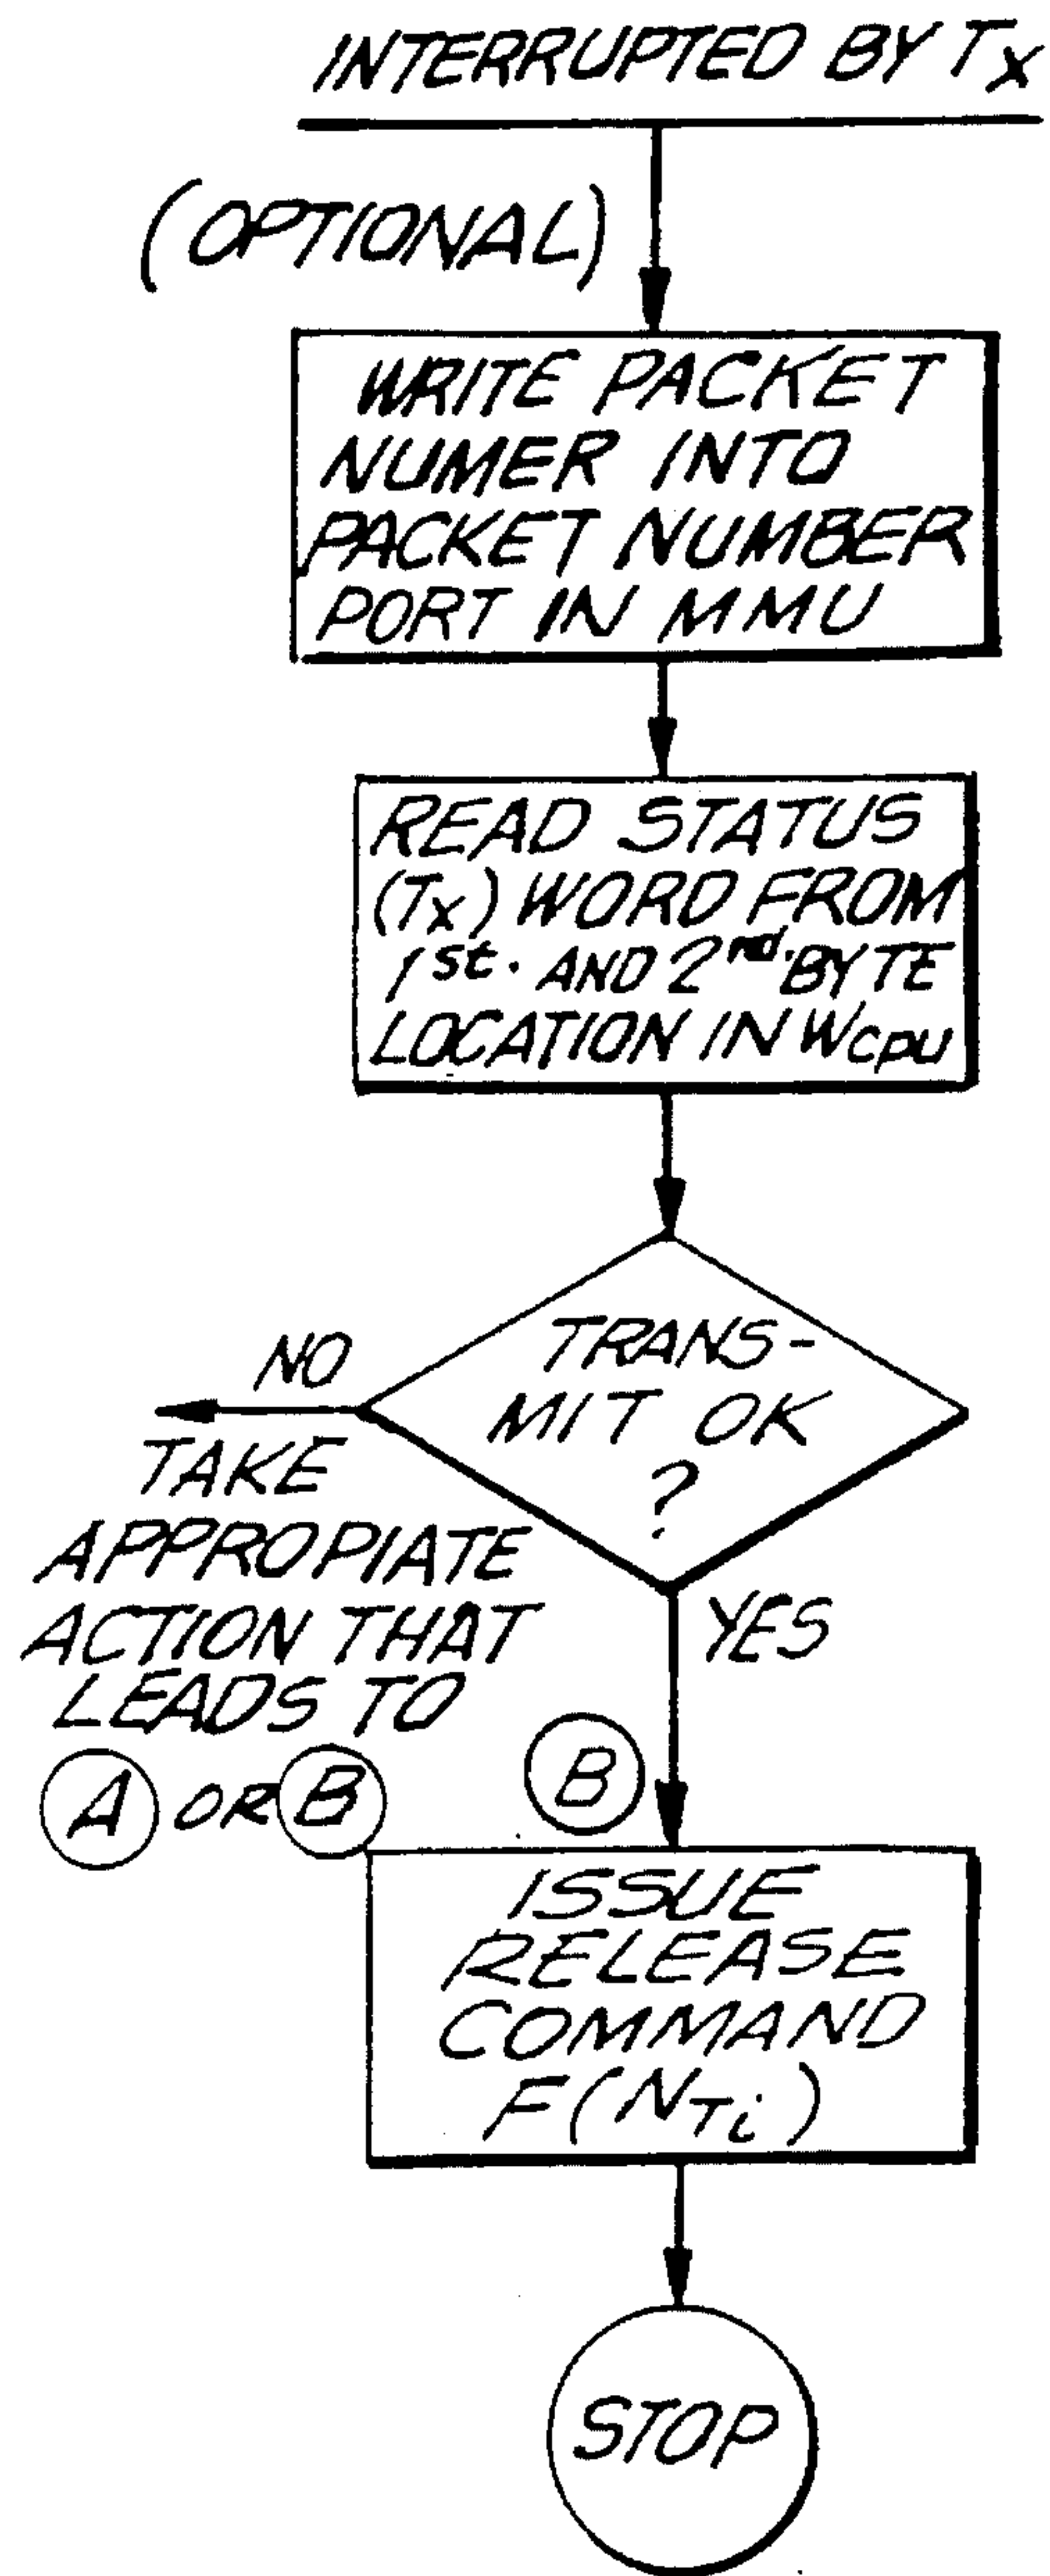 INTERRUPTED BY Tx
(OPTIONAL)
WRITE PACKET
NUMER INTO
PACKET NUMBER
PORT IN MMU
READ STATUS
(Tx) WORD FROM
1st. AND 2nd. BYTE
LOCATION IN WCPU
TRANS-
MIT OK
?
NO
TAKE
APPROPIATE
ACTION THAT
LEADS TO
A OR B
YES
B
ISSUE
RELEASE
COMMAND
F(NTi)
STOP